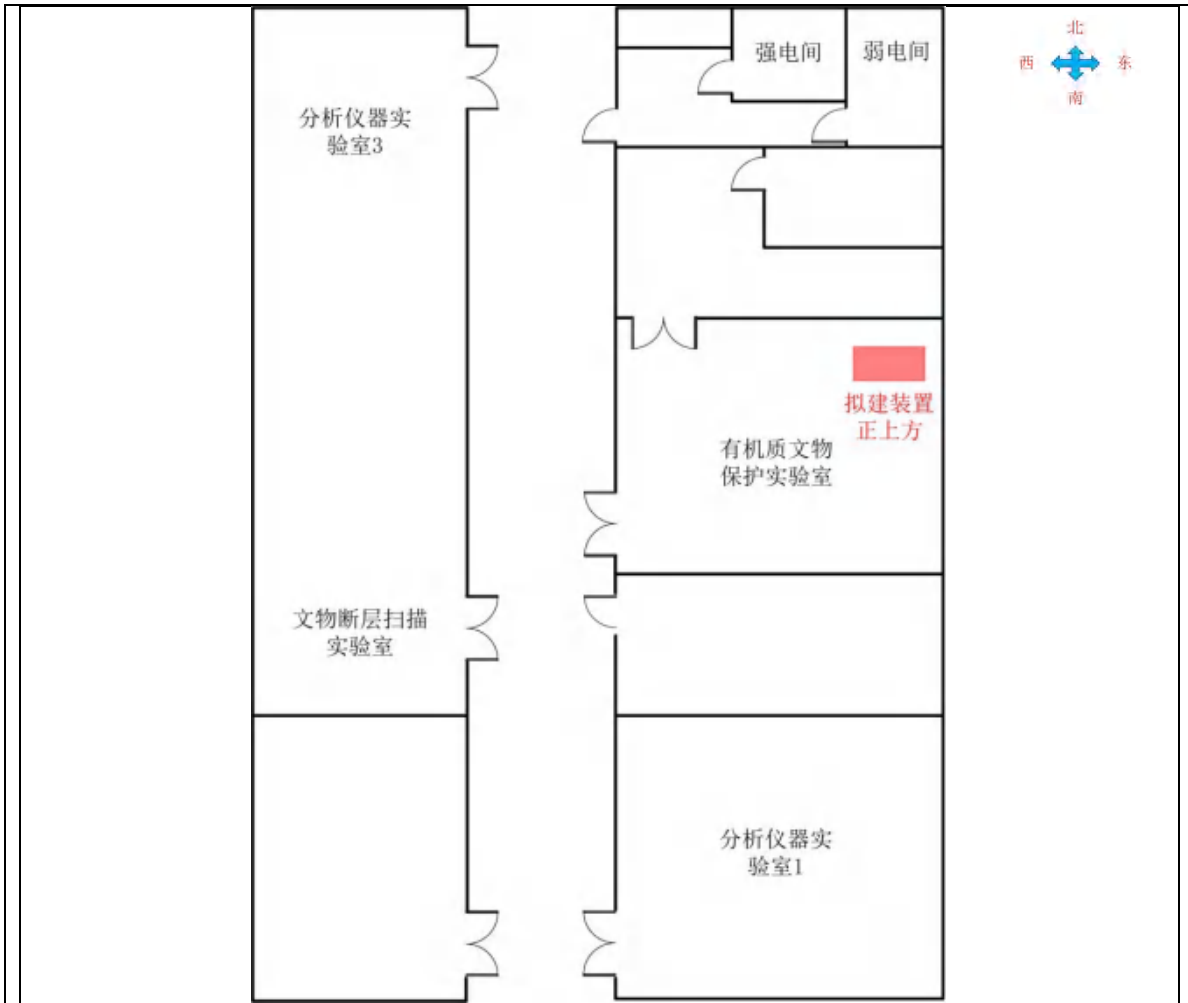 北
西
东
南
强电间
弱电间
分析仪器实
验室3
拟建装置
正上方
有机质文物
保护实验室
文物断层扫描
实验室
分析仪器实
验室1